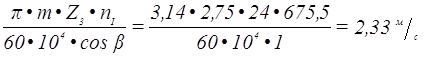 π • m • Z₃ • n₁ / 60 • 10⁴ • cos β = 3,14 • 2,75 • 24 • 675,5 / 60 • 10⁴ • 1 = 2,33 м/с